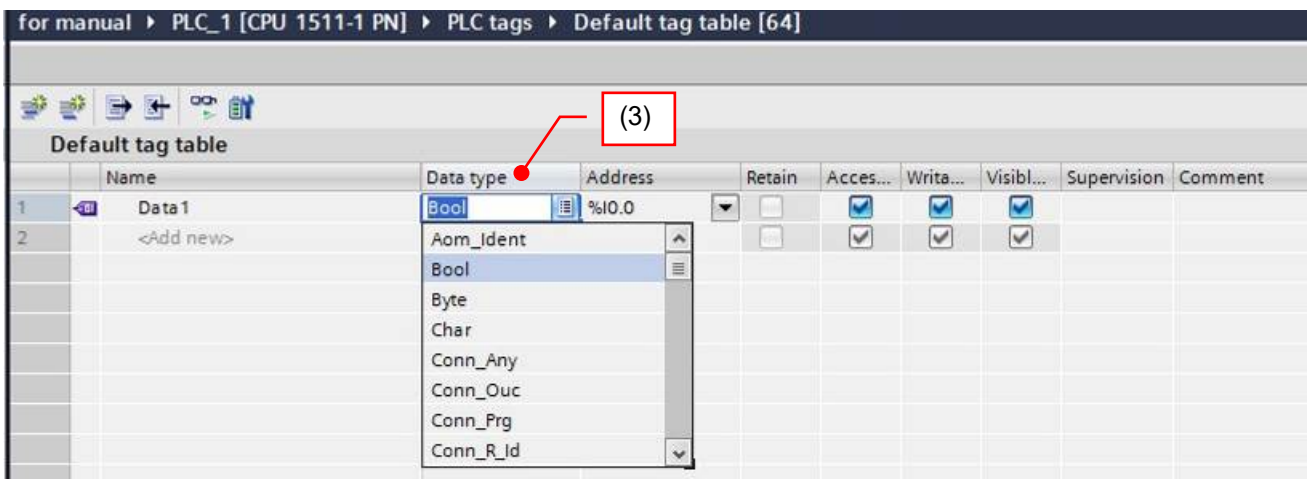 for manual ▸ PLC_1 [CPU 1511-1 PN] ▸ PLC tags ▸ Default tag table [64]
(3)
Default tag table
Name Data type Address Retain Acces... Writa... Visibl... Supervision Comment
1 Data1 Bool %I0.0
2 <Add new>
Aom_Ident
Bool
Byte
Char
Conn_Any
Conn_Ouc
Conn_Prg
Conn_R_Id